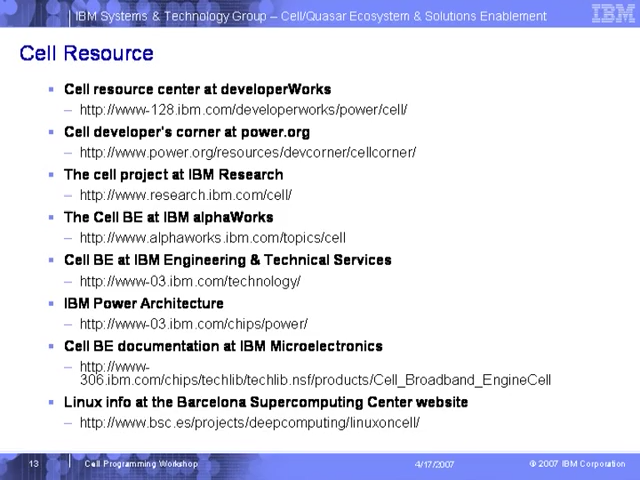 IBM Systems & Technology Group – Cell/Quasar Ecosystem & Solutions Enablement
IBM
Cell Resource
Cell resource center at developerWorks
– http://www-128.ibm.com/developerworks/power/cell/
Cell developer's corner at power.org
– http://www.power.org/resources/devcorner/cellcorner/
The cell project at IBM Research
– http://www.research.ibm.com/cell/
The Cell BE at IBM alphaWorks
– http://www.alphaworks.ibm.com/topics/cell
Cell BE at IBM Engineering & Technical Services
– http://www-03.ibm.com/technology/
IBM Power Architecture
– http://www-03.ibm.com/chips/power/
Cell BE documentation at IBM Microelectronics
– http://www-
306.ibm.com/chips/techlib/techlib.nsf/products/Cell_Broadband_EngineCell
Linux info at the Barcelona Supercomputing Center website
– http://www.bsc.es/projects/deepcomputing/linuxoncell/
13 Cell Programming Workshop 4/17/2007 © 2007 IBM Corporation